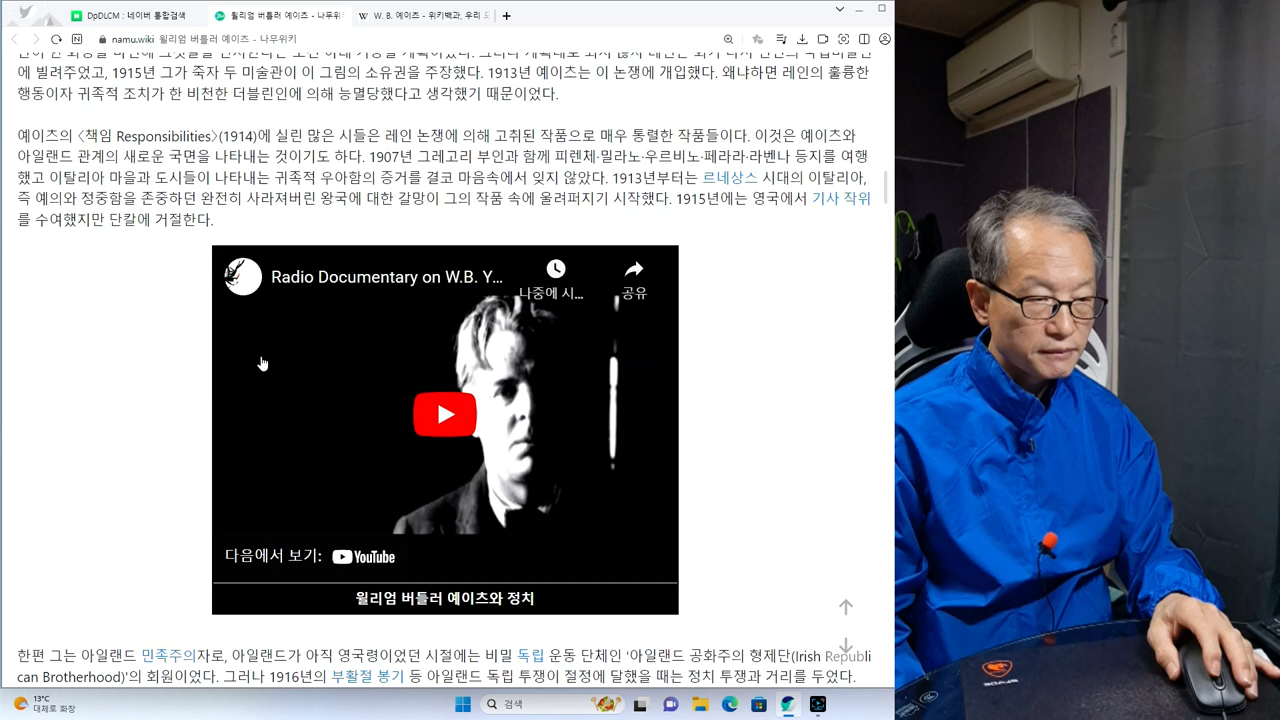 DpDLCM : 네이버 통합검색
윌리엄 버틀러 예이츠 - 나무위키
W. B. 예이츠 - 위키백과, 우리 모
namu.wiki 윌리엄 버틀러 예이츠 - 나무위키
에 빌려주었고, 1915년 그가 죽자 두 미술관이 이 그림의 소유권을 주장했다. 1913년 예이츠는 이 논쟁에 개입했다. 왜냐하면 레인의 훌륭한
행동이자 귀족적 조치가 한 비천한 더블린인에 의해 능멸당했다고 생각했기 때문이었다.
예이츠의 〈책임 Responsibilities〉(1914)에 실린 많은 시들은 레인 논쟁에 의해 고취된 작품으로 매우 통렬한 작품들이다. 이것은 예이츠와
아일랜드 관계의 새로운 국면을 나타내는 것이기도 하다. 1907년 그레고리 부인과 함께 피렌체·밀라노·우르비노·페라라·라벤나 등지를 여행
했고 이탈리아 마을과 도시들이 나타내는 귀족적 우아함의 증거를 결코 마음속에서 잊지 않았다. 1913년부터는 르네상스 시대의 이탈리아,
즉 예의와 정중함을 존중하던 완전히 사라져버린 왕국에 대한 갈망이 그의 작품 속에 울려퍼지기 시작했다. 1915년에는 영국에서 기사 작위
를 수여했지만 단칼에 거절한다.
Radio Documentary on W.B. Y...
나중에 시...
공유
다음에서 보기: YouTube
윌리엄 버틀러 예이츠와 정치
한편 그는 아일랜드 민족주의자로, 아일랜드가 아직 영국령이었던 시절에는 비밀 독립 운동 단체인 '아일랜드 공화주의 형제단(Irish Republi
can Brotherhood)'의 회원이었다. 그러나 1916년의 부활절 봉기 등 아일랜드 독립 투쟁이 절정에 달했을 때는 정치 투쟁과 거리를 두었다.
13°C
대체로 화창
검색